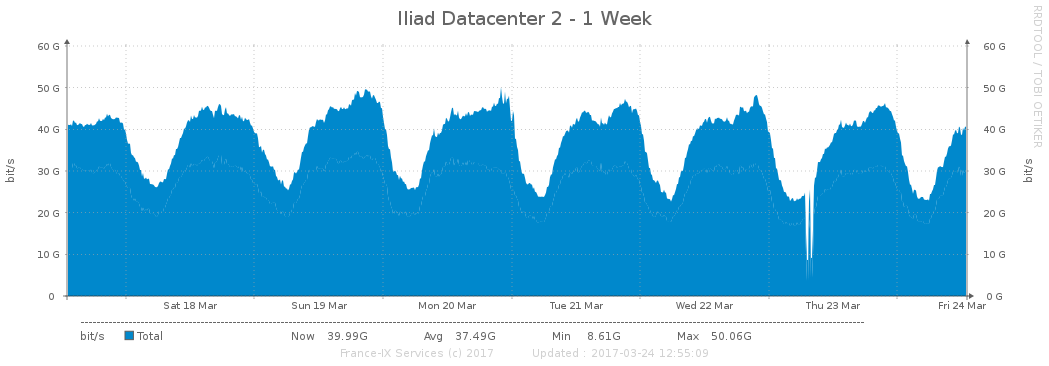 Iliad Datacenter 2 - 1 Week
RRDTOOL / TOBI OETIKER
60 G 60 G
50 G 50 G
40 G 40 G
30 G 30 G
20 G 20 G
10 G 10 G
0 0 G
bit/s
bit/s
Sat 18 Mar Sun 19 Mar Mon 20 Mar Tue 21 Mar Wed 22 Mar Thu 23 Mar Fri 24 Mar
bit/s Total Now 39.99G Avg 37.49G Min 8.61G Max 50.06G
France-IX Services (c) 2017 Updated : 2017-03-24 12:55:09